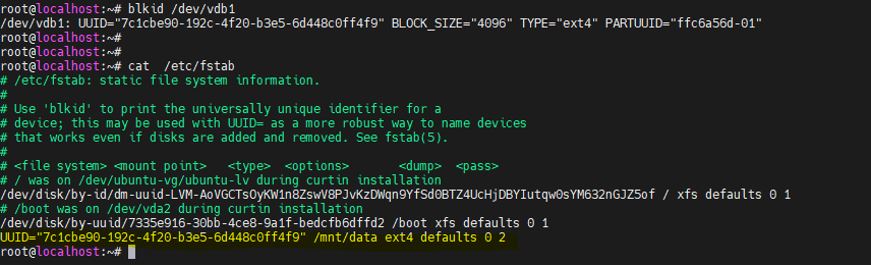 root@localhost:~# blkid /dev/vdb1
/dev/vdb1: UUID="7c1cbe90-192c-4f20-b3e5-6d448c0ff4f9" BLOCK_SIZE="4096" TYPE="ext4" PARTUUID="ffc6a56d-01"
root@localhost:~#
root@localhost:~#
root@localhost:~# cat  /etc/fstab
# /etc/fstab: static file system information.
#
# Use 'blkid' to print the universally unique identifier for a
# device; this may be used with UUID= as a more robust way to name devices
# that works even if disks are added and removed. See fstab(5).
#
# <file system> <mount point>   <type>  <options>       <dump>  <pass>
# / was on /dev/ubuntu-vg/ubuntu-lv during curtin installation
/dev/disk/by-id/dm-uuid-LVM-AoVGCTsOyKW1n8ZswV8PJvKzDWqn9YfSd0BTZ4UcHjDBYIutqw0sYM632nGJZ5of / xfs defaults 0 1
# /boot was on /dev/vda2 during curtin installation
/dev/disk/by-uuid/7335e916-30bb-4ce8-9a1f-bedcfb6dffd2 /boot xfs defaults 0 1
UUID="7c1cbe90-192c-4f20-b3e5-6d448c0ff4f9" /mnt/data ext4 defaults 0 2
root@localhost:~#